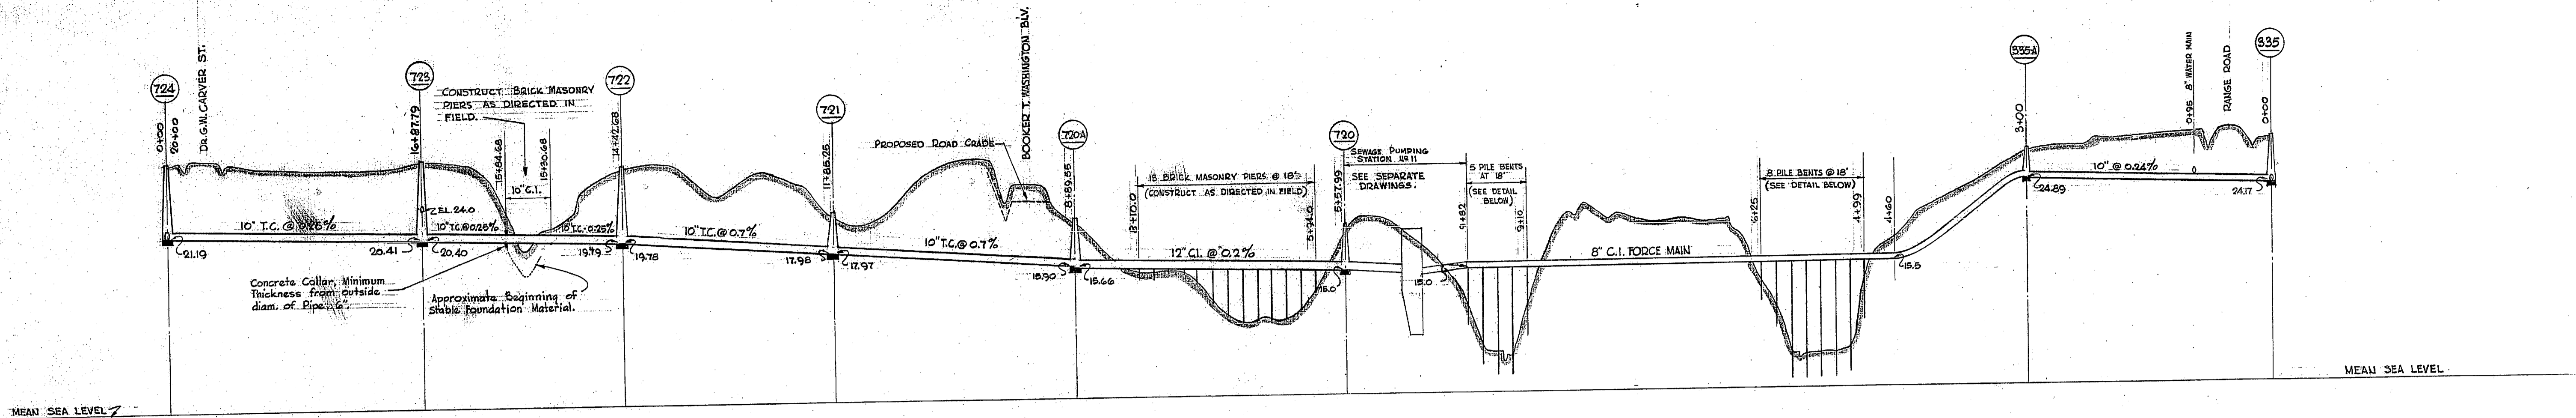 724
0+00
20+00
DR. G.W. CARVER ST.
10" T.C. @ 0.25%
21.19
723
16+87.79
EL 24.0
20.41
20.40
CONSTRUCT BRICK MASONRY
PIERS AS DIRECTED IN
FIELD.
15+84.68
15+30.68
10" C.I.
10" T.C. @ 0.25%
10" T.C. - 0.25%
Concrete Collar, Minimum
Thickness from outside
diam. of Pipe, 6".
Approximate Beginning of
Stable Foundation Material.
722
14+42.68
19.79
19.78
10" T.C. @ 0.7%
721
11+85.25
17.98
17.97
10" T.C. @ 0.7%
PROPOSED ROAD GRADE
BOOKER T. WASHINGTON BLV.
720A
8+89.55
15.90
15.66
8+10.0
18 BRICK MASONRY PIERS @ 18'
(CONSTRUCT AS DIRECTED IN FIELD)
12" C.I. @ 0.2%
720
5+57.99
15.0
SEWAGE PUMPING
STATION No 11
SEE SEPARATE
DRAWINGS.
15.0
9+82
5 PILE BENTS
AT 18'
(SEE DETAIL
BELOW)
9+10
8" C.I. FORCE MAIN
6+25
8 PILE BENTS @ 18'
(SEE DETAIL BELOW)
4+99
4+60
15.5
335A
3+00
24.89
10" @ 0.24%
0+95 8" WATER MAIN
RANGE ROAD
335
0+00
24.17
MEAN SEA LEVEL
MEAN SEA LEVEL